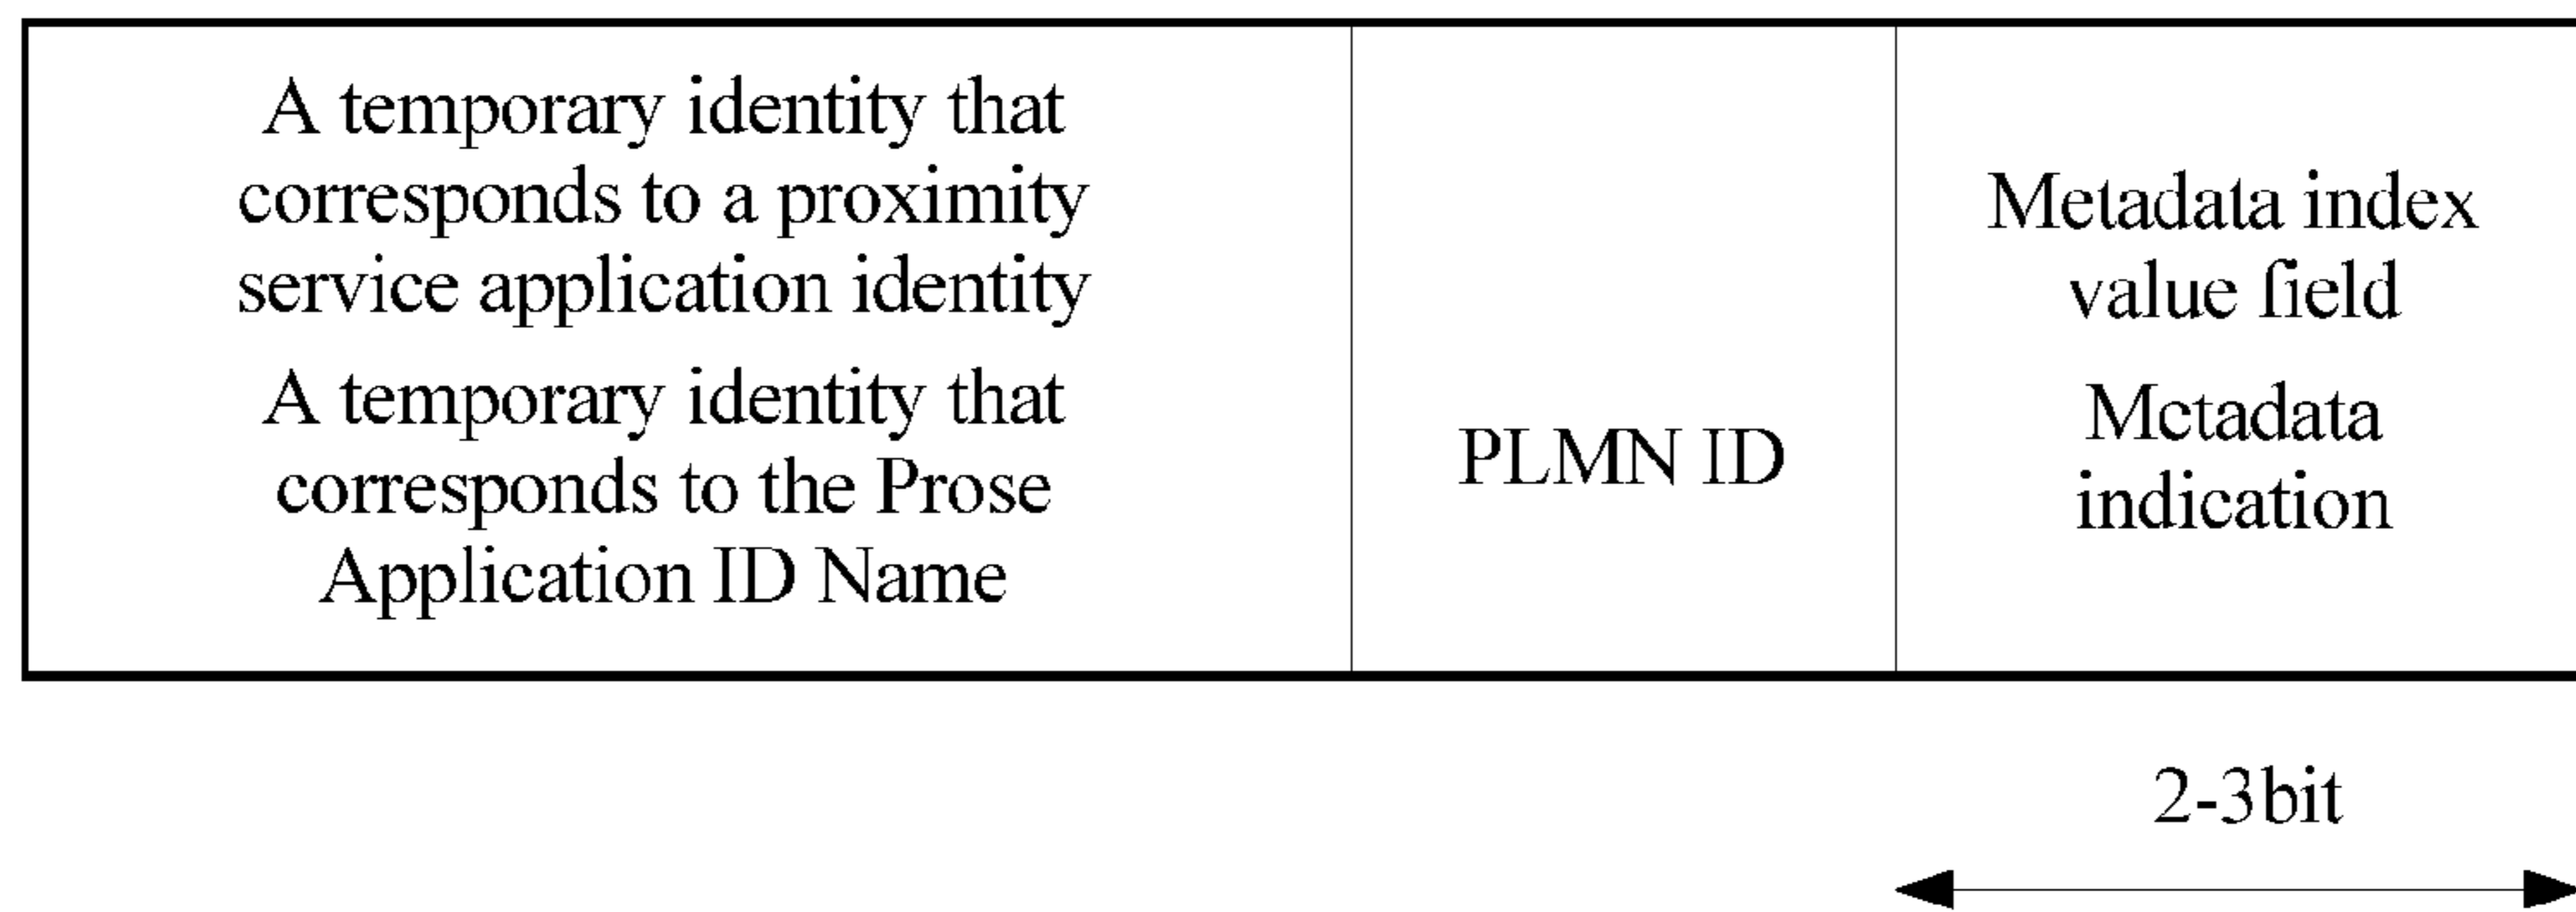 A temporary identity that
corresponds to a proximity
service application identity
A temporary identity that
corresponds to the Prose
Application ID Name
PLMN ID
Metadata index
value field
Metadata
indication
2-3bit